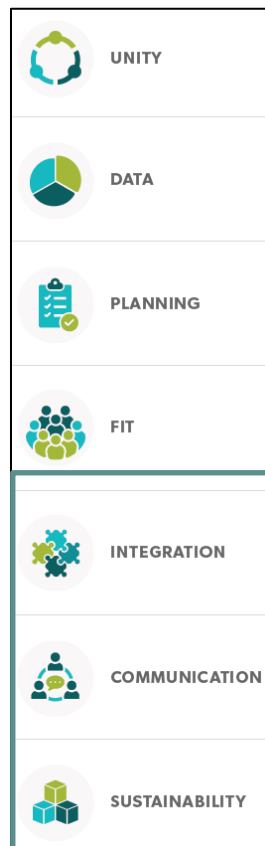 UNITY
DATA
PLANNING
FIT
INTEGRATION
COMMUNICATION
SUSTAINABILITY